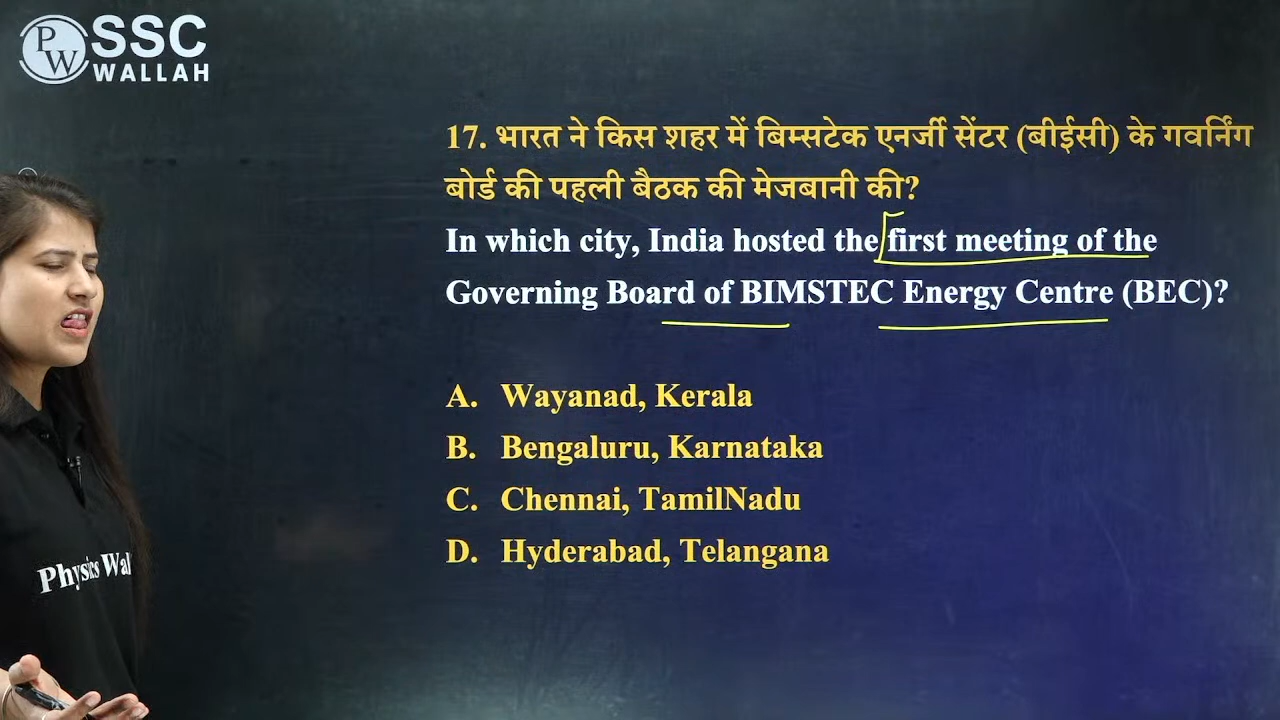 PW SSC
WALLAH
17. भारत ने किस शहर में बिम्सटेक एनर्जी सेंटर (बीईसी) के गवर्निंग
बोर्ड की पहली बैठक की मेजबानी की?
In which city, India hosted the first meeting of the
Governing Board of BIMSTEC Energy Centre (BEC)?
A. Wayanad, Kerala
B. Bengaluru, Karnataka
C. Chennai, TamilNadu
D. Hyderabad, Telangana
Physics Wal